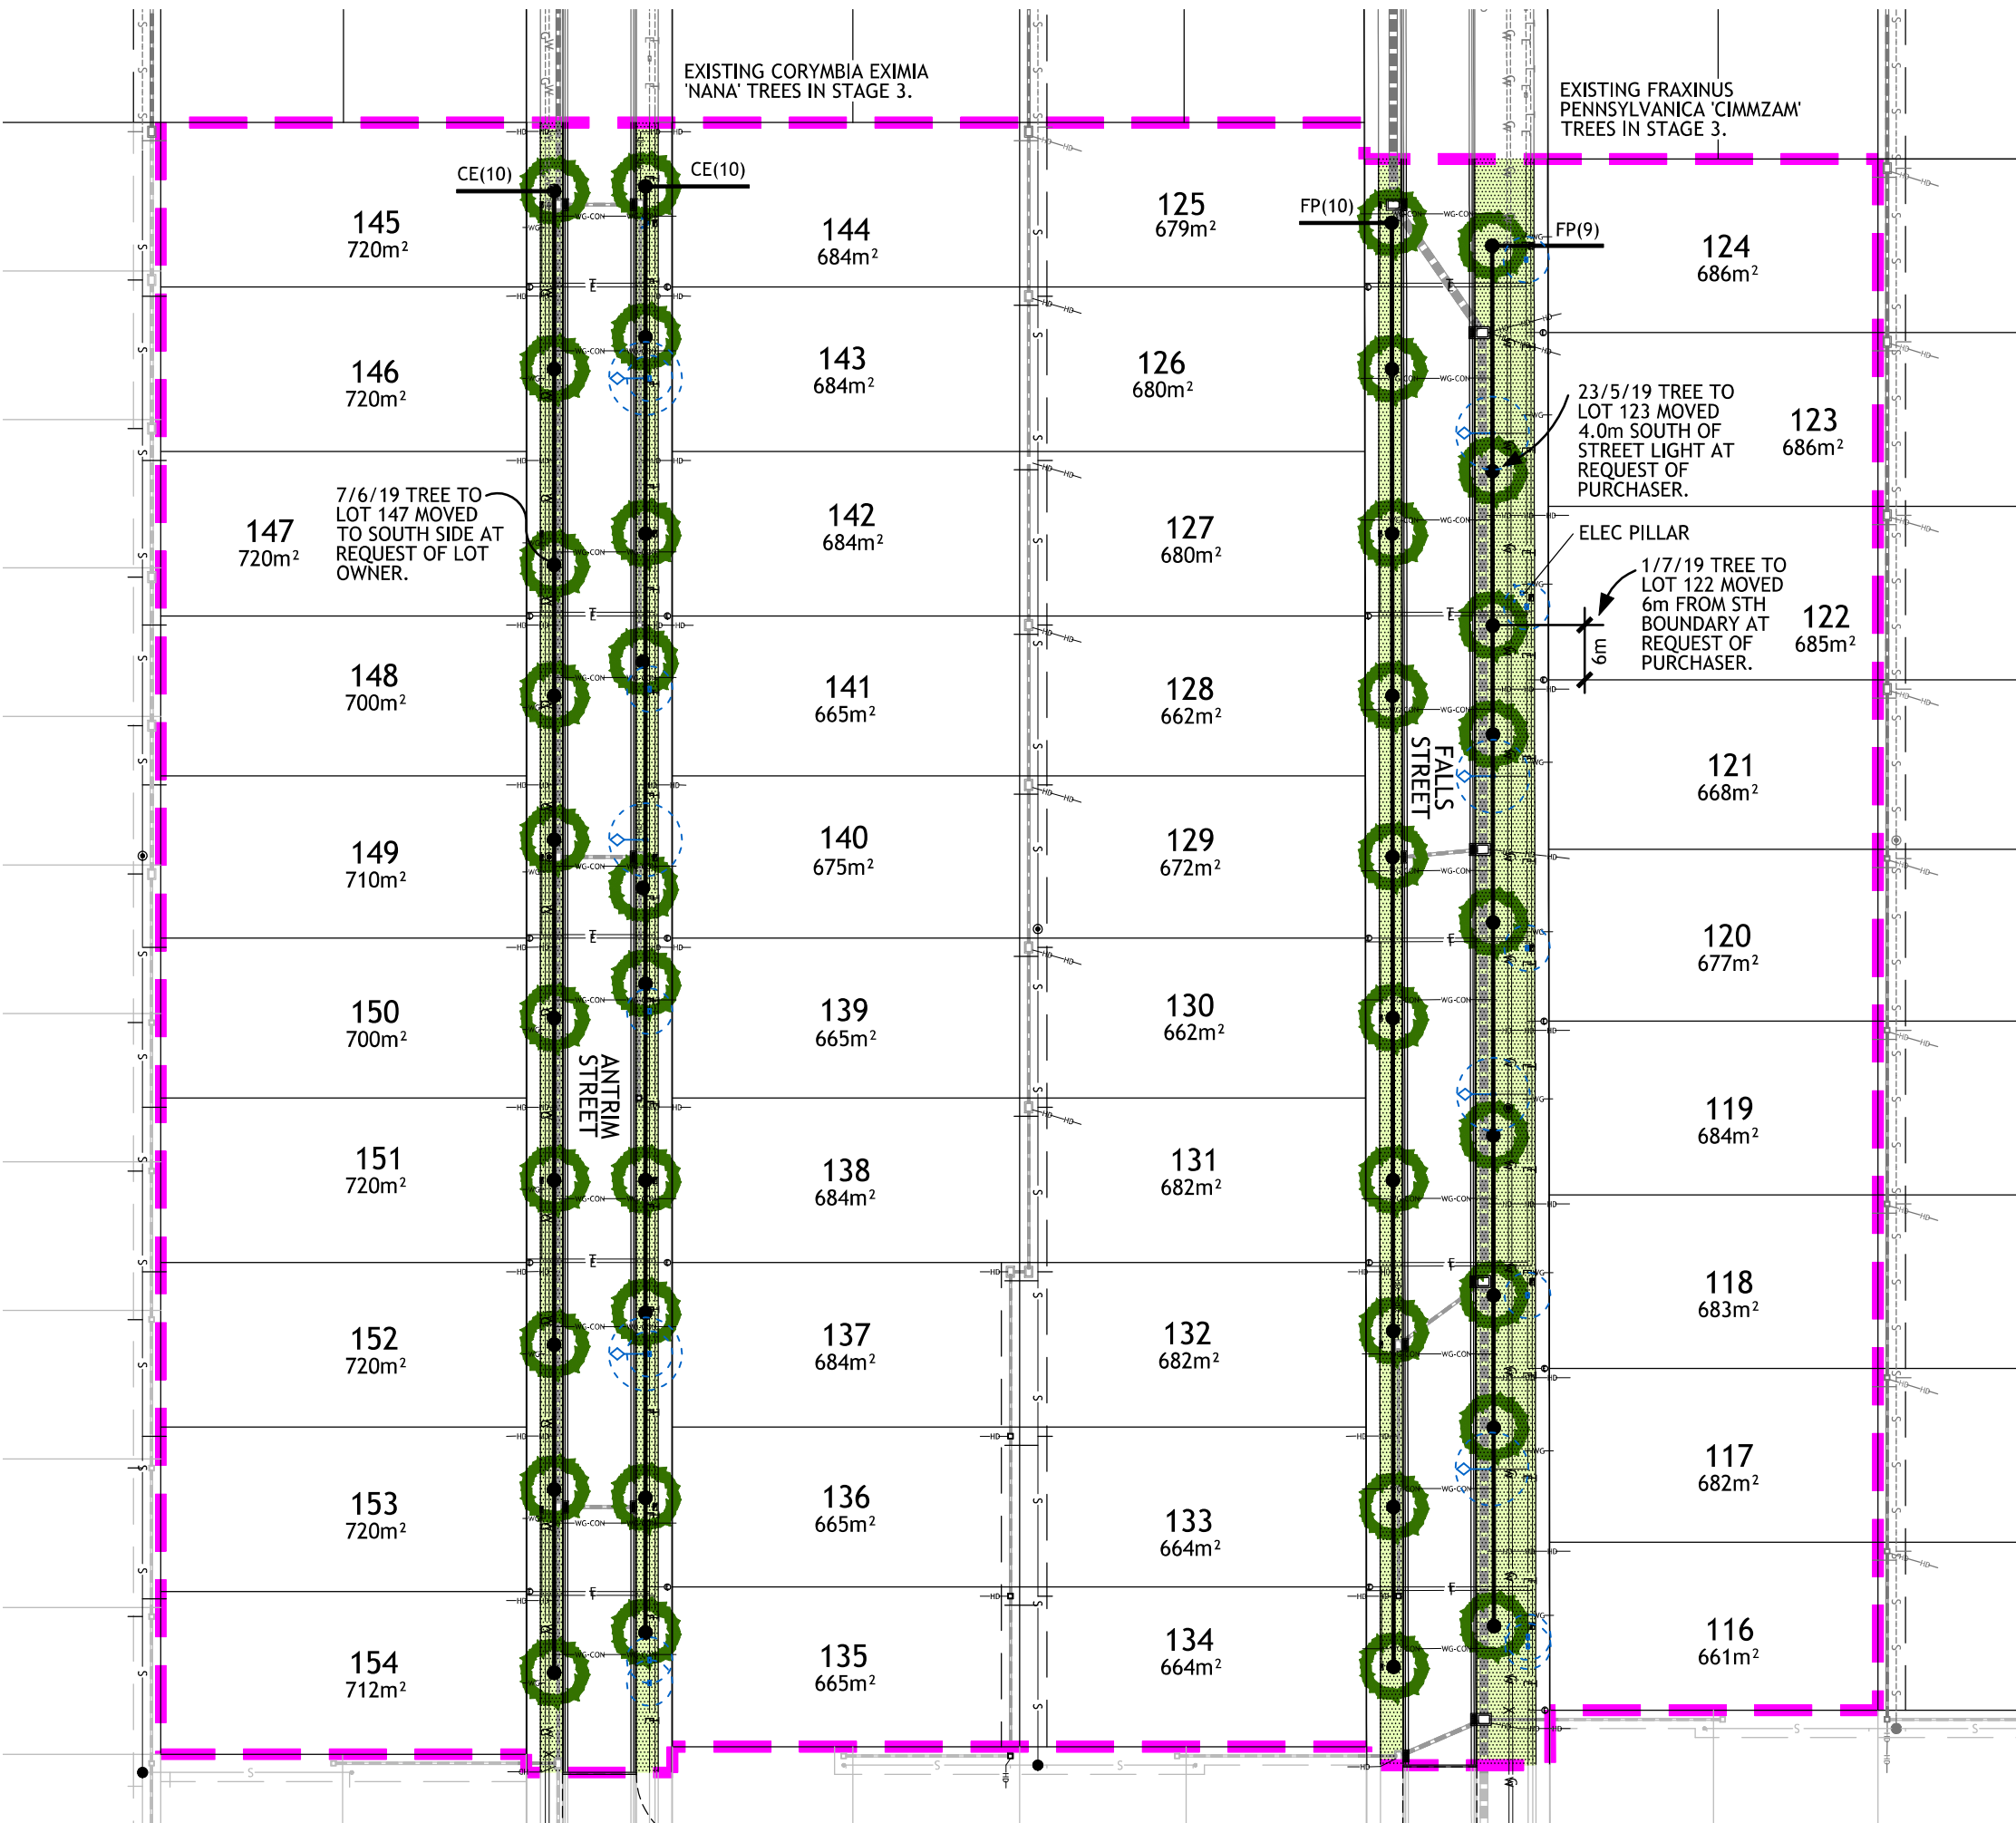 EXISTING CORYMBIA EXIMIA
'NANA' TREES IN STAGE 3.
EXISTING FRAXINUS
PENNSYLVANICA 'CIMMZAM'
TREES IN STAGE 3.
CE(10)
CE(10)
FP(10)
FP(9)
145
720m²
144
684m²
125
679m²
124
686m²
146
720m²
143
684m²
126
680m²
23/5/19 TREE TO
LOT 123 MOVED
4.0m SOUTH OF
STREET LIGHT AT
REQUEST OF
PURCHASER.
123
686m²
147
720m²
7/6/19 TREE TO
LOT 147 MOVED
TO SOUTH SIDE AT
REQUEST OF LOT
OWNER.
142
684m²
127
680m²
ELEC PILLAR
1/7/19 TREE TO
LOT 122 MOVED
6m FROM STH
BOUNDARY AT
REQUEST OF
PURCHASER.
6m
122
685m²
148
700m²
141
665m²
128
662m²
FALLS
STREET
121
668m²
149
710m²
140
675m²
129
672m²
120
677m²
150
700m²
ANTRIM
STREET
139
665m²
130
662m²
119
684m²
151
720m²
138
684m²
131
682m²
118
683m²
152
720m²
137
684m²
132
682m²
117
682m²
153
720m²
136
665m²
133
664m²
116
661m²
154
712m²
135
665m²
134
664m²